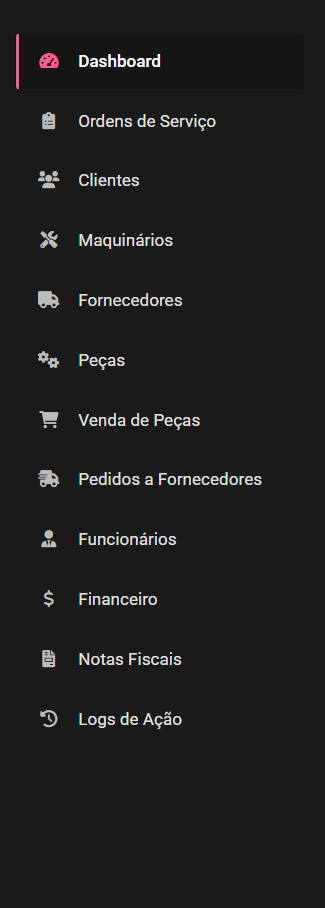 Dashboard
Ordens de Serviço
Clientes
Maquinários
Fornecedores
Peças
Venda de Peças
Pedidos a Fornecedores
Funcionários
Financeiro
Notas Fiscais
Logs de Ação